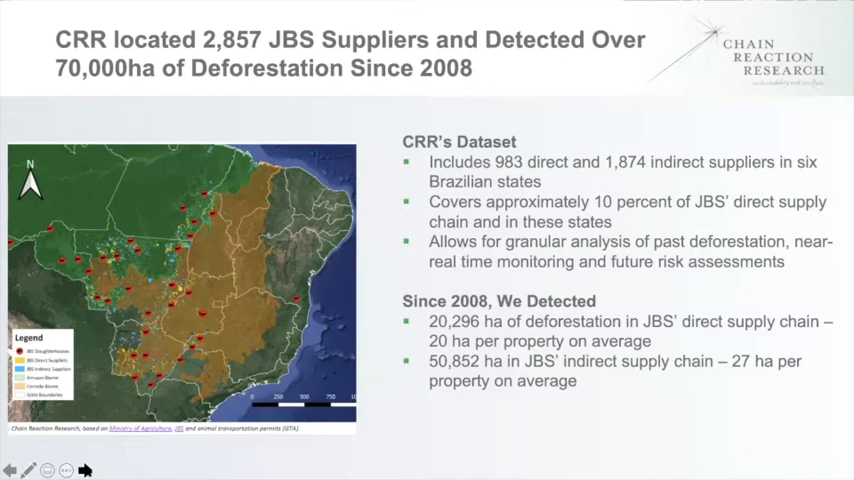 CRR located 2,857 JBS Suppliers and Detected Over
70,000ha of Deforestation Since 2008
CHAIN
REACTION
RESEARCH
sustainability risk analysis
CRR's Dataset
Includes 983 direct and 1,874 indirect suppliers in six
Brazilian states
Covers approximately 10 percent of JBS' direct supply
chain and in these states
Allows for granular analysis of past deforestation, near-
real time monitoring and future risk assessments
Since 2008, We Detected
20,296 ha of deforestation in JBS' direct supply chain –
20 ha per property on average
50,852 ha in JBS' indirect supply chain – 27 ha per
property on average
N
Legend
JBS Slaughterhouses
JBS Direct Suppliers
JBS Indirect Suppliers
Amazon Biome
Cerrado Biome
State Boundaries
0 250 500 750
Chain Reaction Research, based on Ministry of Agriculture, JBS and animal transportation permits (GTA).